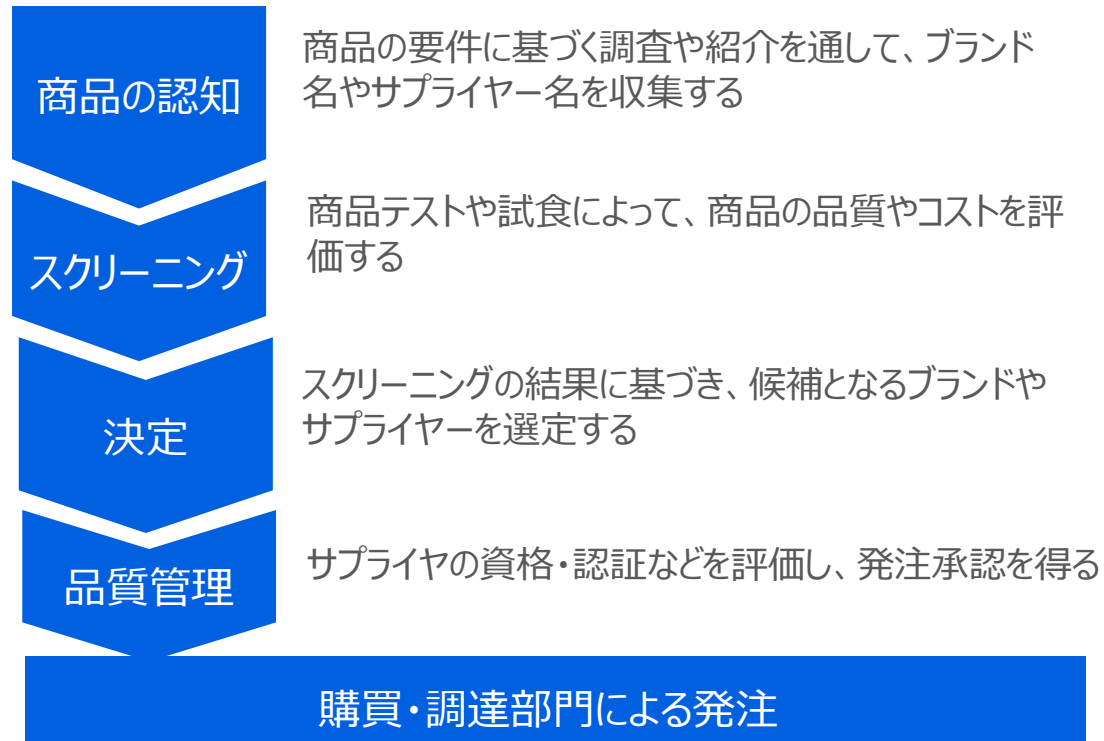 商品の認知
商品の要件に基づく調査や紹介を通して、ブランド
名やサプライヤー名を収集する
スクリーニング
商品テストや試食によって、商品の品質やコストを評
価する
決定
スクリーニングの結果に基づき、候補となるブランドや
サプライヤーを選定する
品質管理
サプライヤの資格・認証などを評価し、発注承認を得る
購買・調達部門による発注